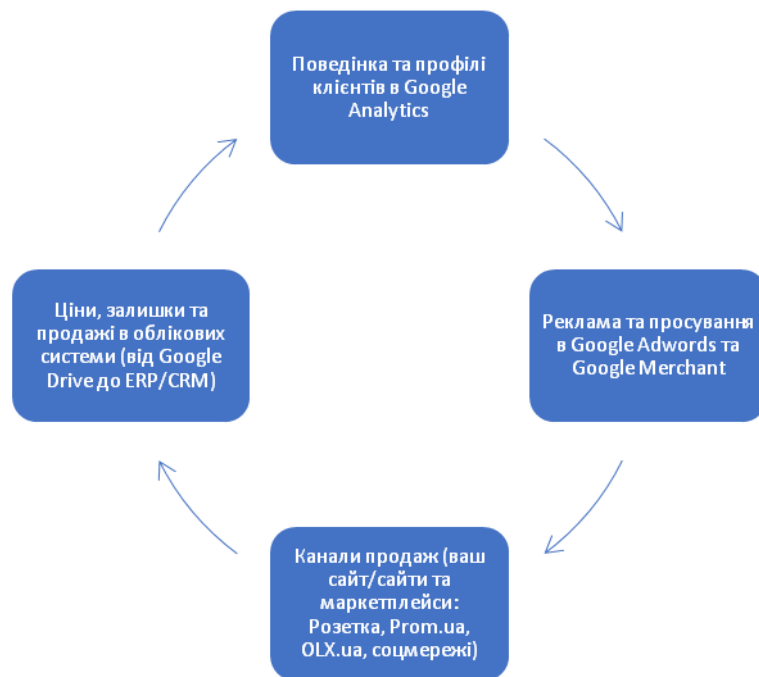 Поведінка та профілі
клієнтів в Google
Analytics
Ціни, залишки та
продажі в облікових
системи (від Google
Drive до ERP/CRM)
Реклама та просування
в Google Adwords та
Google Merchant
Канали продаж (ваш
сайт/сайти та
маркетплейси:
Розетка, Prom.ua,
OLX.ua, соцмережі)